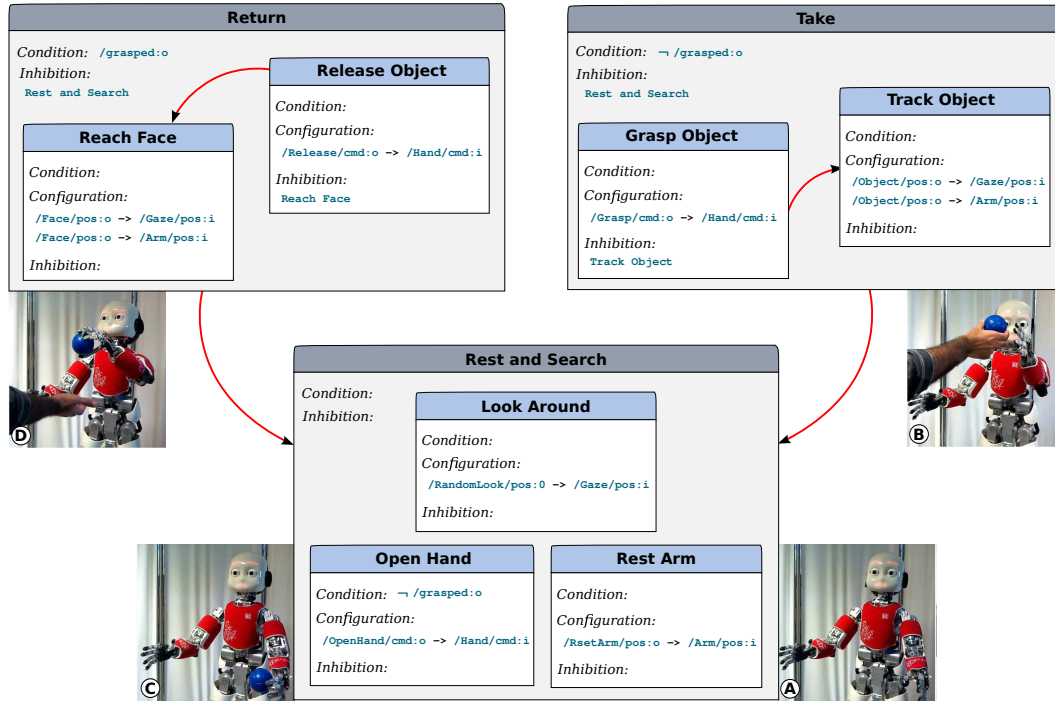 Return
Condition: /grasped:o
Inhibition:
Rest and Search
Release Object
Condition:
Configuration:
/Release/cmd:o -> /Hand/cmd:i
Inhibition:
Reach Face
Reach Face
Condition:
Configuration:
/Face/pos:o -> /Gaze/pos:i
/Face/pos:o -> /Arm/pos:i
Inhibition:
Take
Condition: ¬ /grasped:o
Inhibition:
Rest and Search
Track Object
Condition:
Configuration:
/Object/pos:o -> /Gaze/pos:i
/Object/pos:o -> /Arm/pos:i
Inhibition:
Grasp Object
Condition:
Configuration:
/Grasp/cmd:o -> /Hand/cmd:i
Inhibition:
Track Object
D
B
Rest and Search
Condition:
Inhibition:
Look Around
Condition:
Configuration:
/RandomLook/pos:0 -> /Gaze/pos:i
Inhibition:
Open Hand
Condition: ¬ /grasped:o
Configuration:
/OpenHand/cmd:o -> /Hand/cmd:i
Inhibition:
Rest Arm
Condition:
Configuration:
/RsetArm/pos:o -> /Arm/pos:i
Inhibition:
C
A